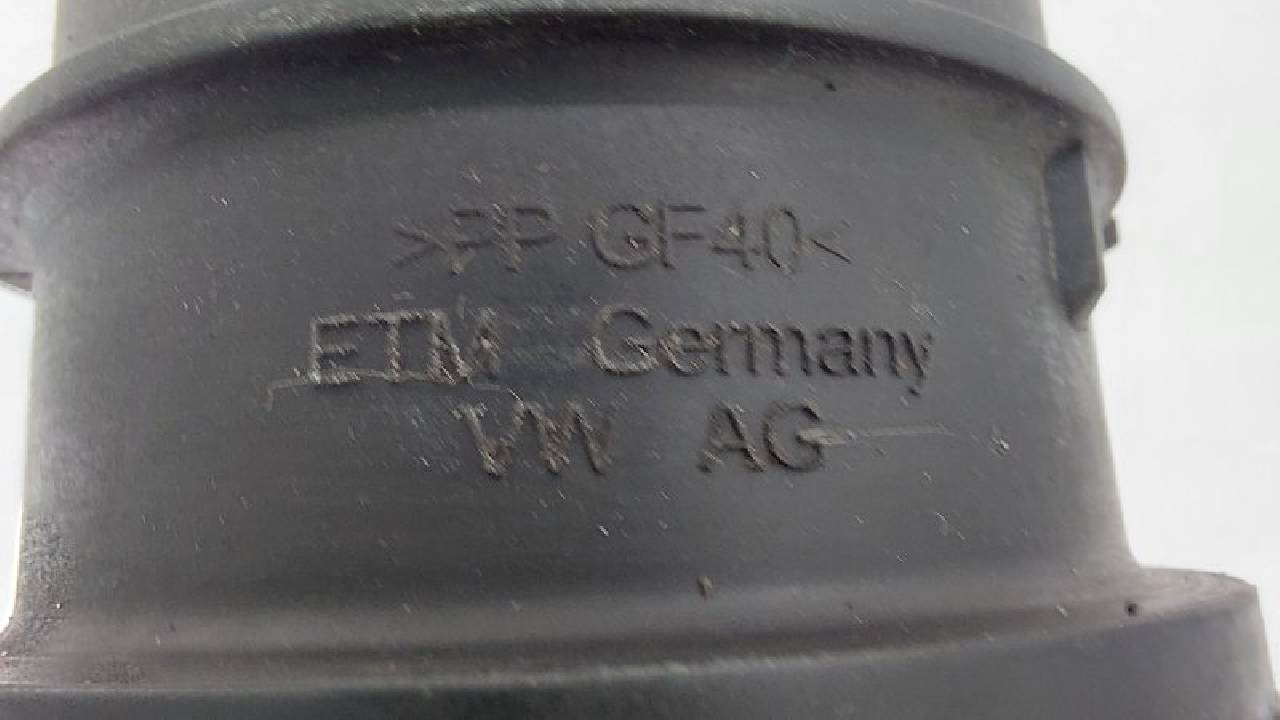 >PP GF40<
ETM Germany
VW AG